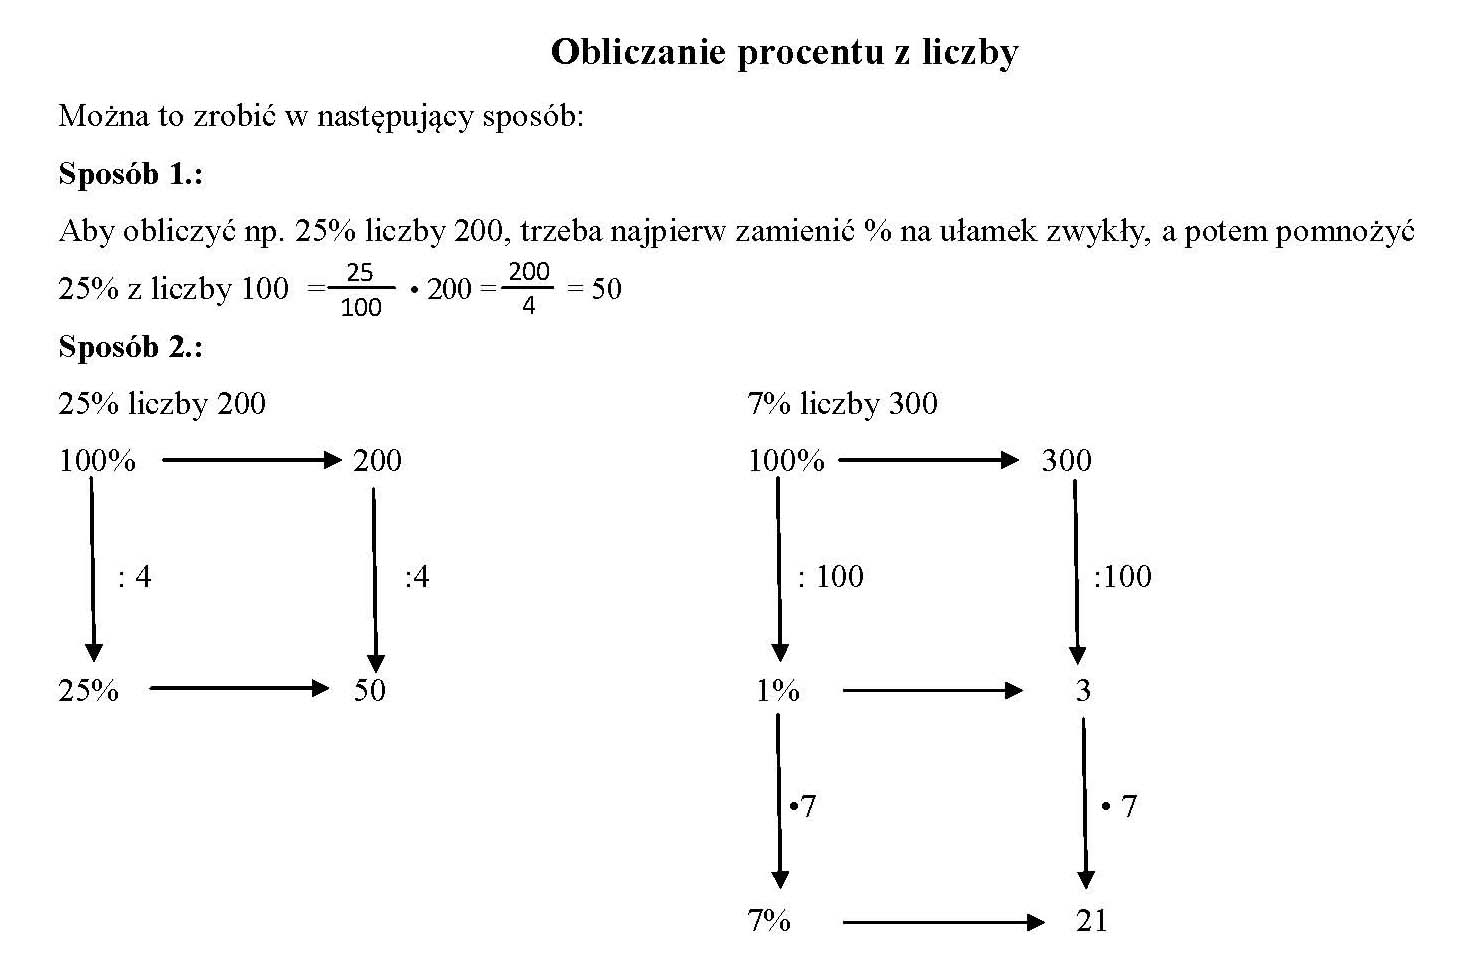 Obliczanie procentu z liczby
Można to zrobić w następujący sposób:
Sposób 1.:
Aby obliczyć np. 25% liczby 200, trzeba najpierw zamienić % na ułamek zwykły, a potem pomnożyć
25% z liczby 100 = 25/100 • 200 = 200/4 = 50
Sposób 2.:
25% liczby 200 7% liczby 300
100% 200 100% 300
: 4 :4 : 100 :100
25% 50 1% 3
•7 • 7
7% 21